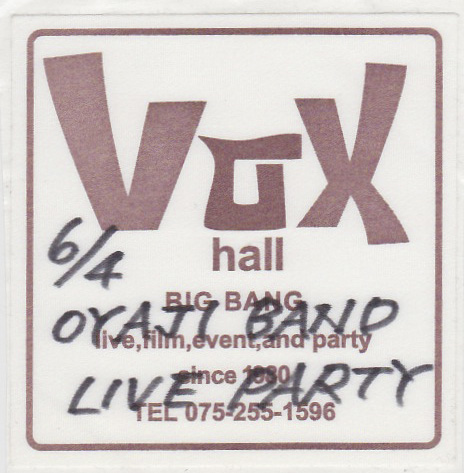 VOX
hall
6/4
BIG BANG
OYAJI BAND
live,film,event,and party
since 1980
LIVE PARTY
TEL 075-255-1596